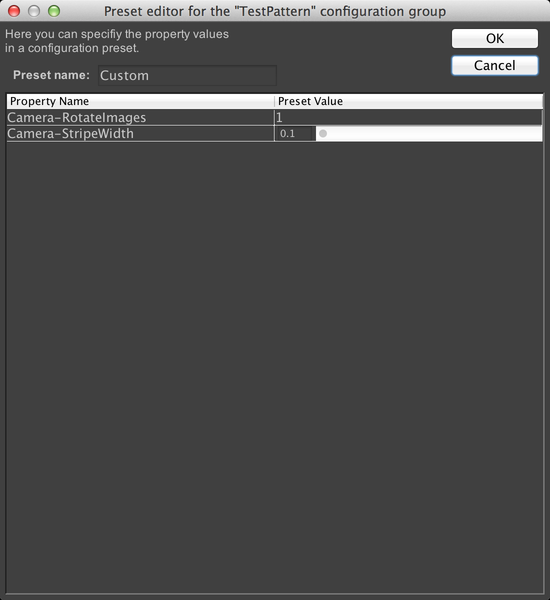 Preset editor for the "TestPattern" configuration group
Here you can specifiy the property values
in a configuration preset.
OK
Cancel
Preset name: Custom
Property Name Preset Value
Camera-RotateImages 1
Camera-StripeWidth 0.1